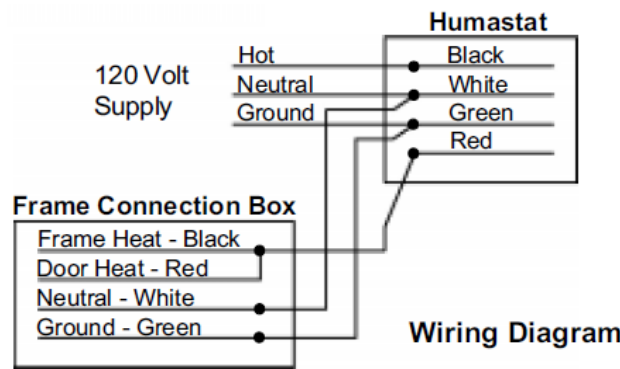 Humastat
120 Volt
Supply
Hot
Neutral
Ground
Black
White
Green
Red
Frame Connection Box
Frame Heat - Black
Door Heat - Red
Neutral - White
Ground - Green
Wiring Diagram